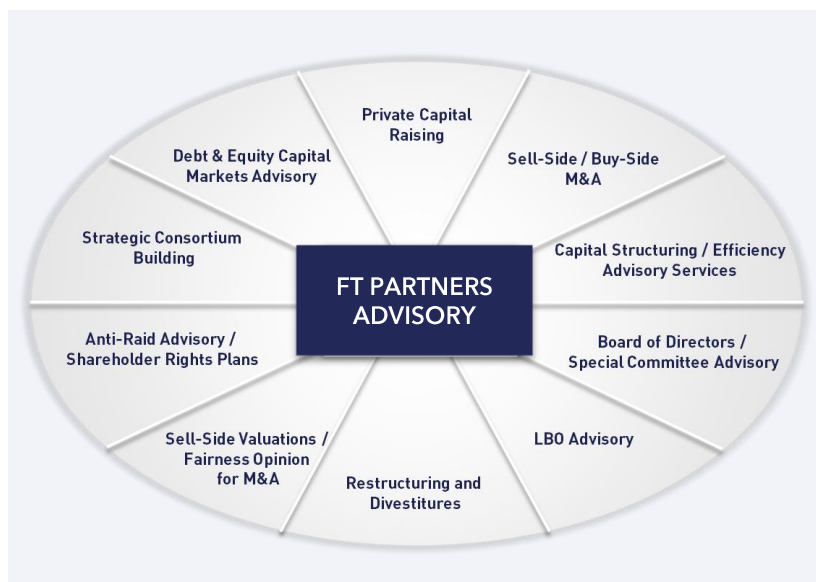 Private Capital
Raising
Debt & Equity Capital
Markets Advisory
Sell-Side / Buy-Side
M&A
Strategic Consortium
Building
Capital Structuring / Efficiency
Advisory Services
FT PARTNERS
ADVISORY
Anti-Raid Advisory /
Shareholder Rights Plans
Board of Directors /
Special Committee Advisory
Sell-Side Valuations /
Fairness Opinion
for M&A
LBO Advisory
Restructuring and
Divestitures